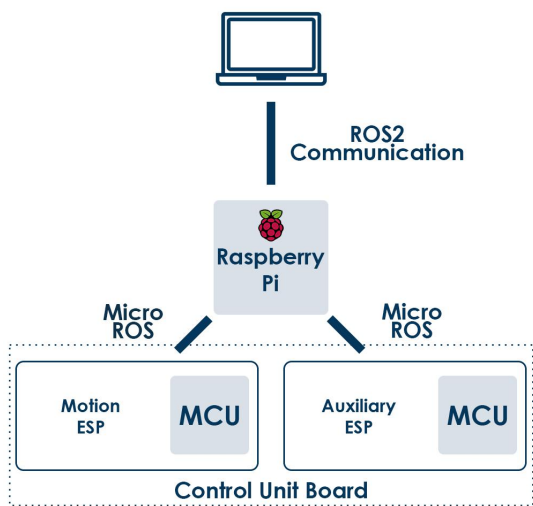 ROS2
Communication
Raspberry
Pi
Micro
ROS
Micro
ROS
Motion
ESP
MCU
Auxiliary
ESP
MCU
Control Unit Board